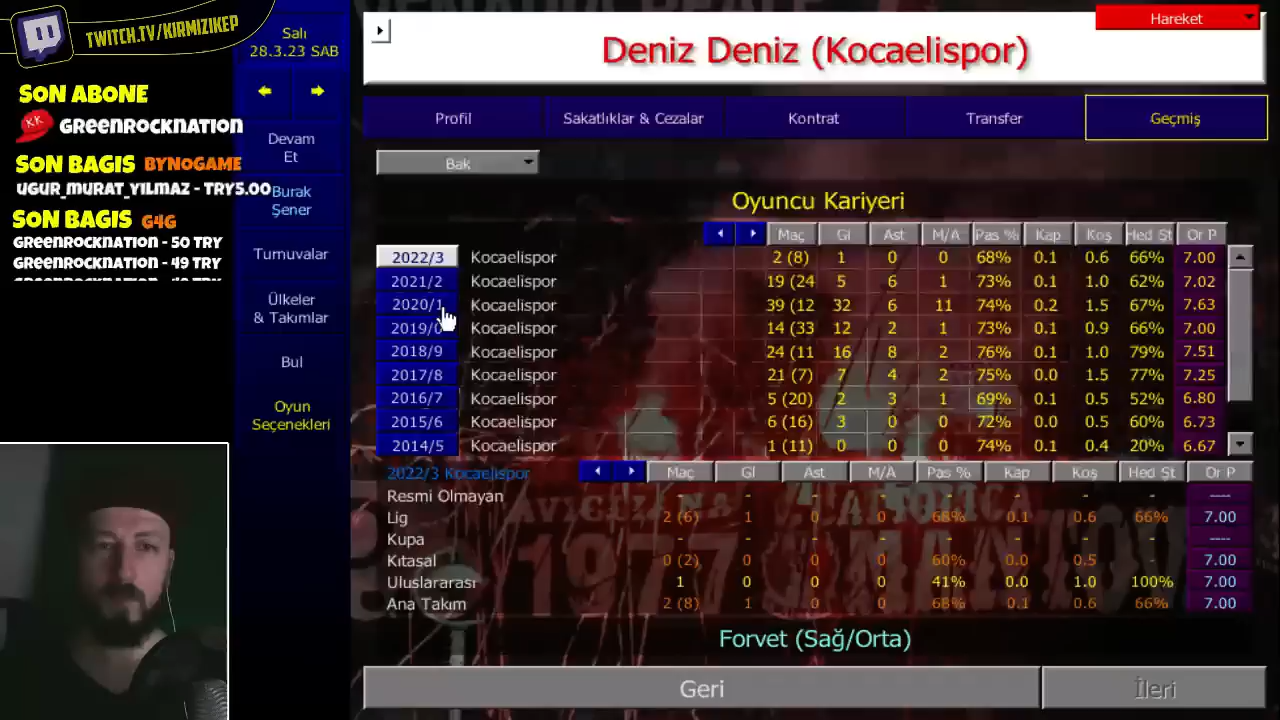 TWITCH.TV/KIRMIZIKEP
SON ABONE
KK GREENROCKNATION
SON BAGIS BYNOGAME
UGUR_MURAT_YILMAZ - TRY5.00
SON BAGIS G4G
GREENROCKNATION - 50 TRY
GREENROCKNATION - 49 TRY
Salı
28.3.23 SAB
Devam
Et
Burak
Şener
Turnuvalar
Ülkeler
& Takımlar
Bul
Oyun
Seçenekleri
Hareket
Deniz Deniz (Kocaelispor)
Profil Sakatlıklar & Cezalar Kontrat Transfer Geçmiş
Bak
Oyuncu Kariyeri
Maç Gl Ast M/A Pas % Kap Koş Hed St Or P
2022/3 Kocaelispor 2 (8) 1 0 0 68% 0.1 0.6 66% 7.00
2021/2 Kocaelispor 19 (24 5 6 1 73% 0.1 1.0 62% 7.02
2020/1 Kocaelispor 39 (12 32 6 11 74% 0.2 1.5 67% 7.63
2019/0 Kocaelispor 14 (33 12 2 1 73% 0.1 0.9 66% 7.00
2018/9 Kocaelispor 24 (11 16 8 2 76% 0.1 1.0 79% 7.51
2017/8 Kocaelispor 21 (7) 7 4 2 75% 0.0 1.5 77% 7.25
2016/7 Kocaelispor 5 (20) 2 3 1 69% 0.1 0.5 52% 6.80
2015/6 Kocaelispor 6 (16) 3 0 0 72% 0.0 0.5 60% 6.73
2014/5 Kocaelispor 1 (11) 0 0 0 74% 0.1 0.4 20% 6.67
2022/3 Kocaelispor Maç Gl Ast M/A Pas % Kap Koş Hed St Or P
Resmi Olmayan - - - - - - - - ----
Lig 2 (6) 1 0 0 68% 0.1 0.6 66% 7.00
Kupa - - - - - - - - ----
Kıtasal 0 (2) 0 0 0 60% 0.0 0.5 - 7.00
Uluslararası 1 0 0 0 41% 0.0 1.0 100% 7.00
Ana Takım 2 (8) 1 0 0 68% 0.1 0.6 66% 7.00
1977
Forvet (Sağ/Orta)
Geri İleri